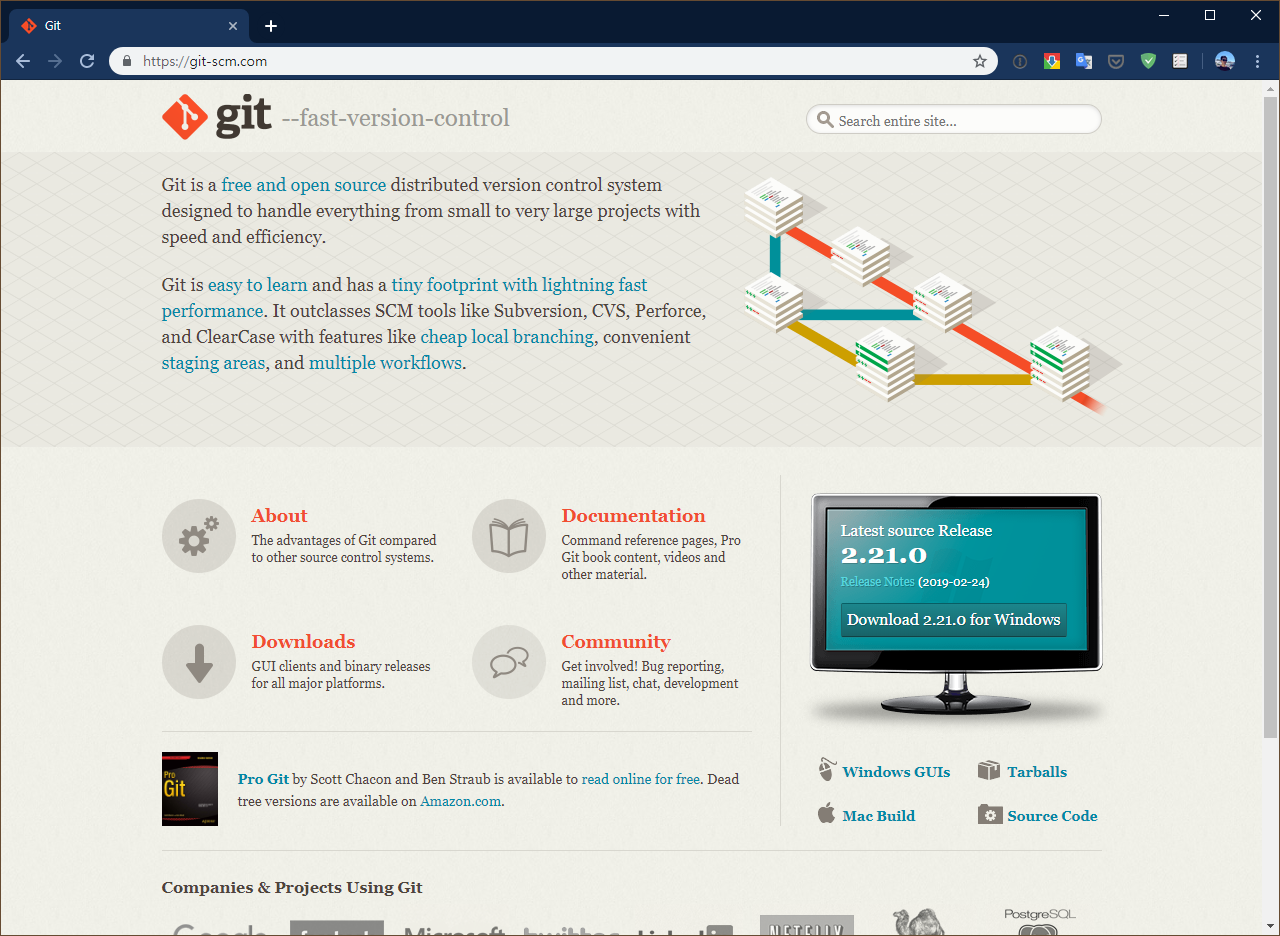 Git
https://git-scm.com
git --fast-version-control
Search entire site...
Git is a free and open source distributed version control system
designed to handle everything from small to very large projects with
speed and efficiency.
Git is easy to learn and has a tiny footprint with lightning fast
performance. It outclasses SCM tools like Subversion, CVS, Perforce,
and ClearCase with features like cheap local branching, convenient
staging areas, and multiple workflows.
About
The advantages of Git compared
to other source control systems.
Documentation
Command reference pages, Pro
Git book content, videos and
other material.
Downloads
GUI clients and binary releases
for all major platforms.
Community
Get involved! Bug reporting,
mailing list, chat, development
and more.
Latest source Release
2.21.0
Release Notes (2019-02-24)
Download 2.21.0 for Windows
Pro
Git
Pro Git by Scott Chacon and Ben Straub is available to read online for free. Dead
tree versions are available on Amazon.com.
Windows GUIs
Tarballs
Mac Build
Source Code
Companies & Projects Using Git
Google
Microsoft
twitter
NETFLIX
PostgreSQL